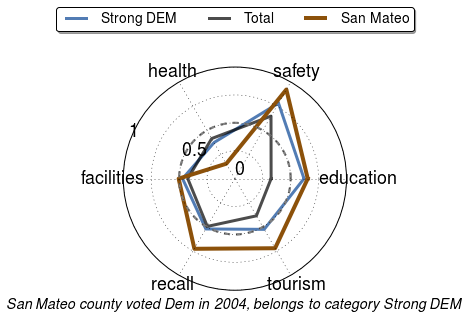 Strong DEM Total San Mateo
health safety
1
0.5
0
facilities education
recall tourism
San Mateo county voted Dem in 2004, belongs to category Strong DEM